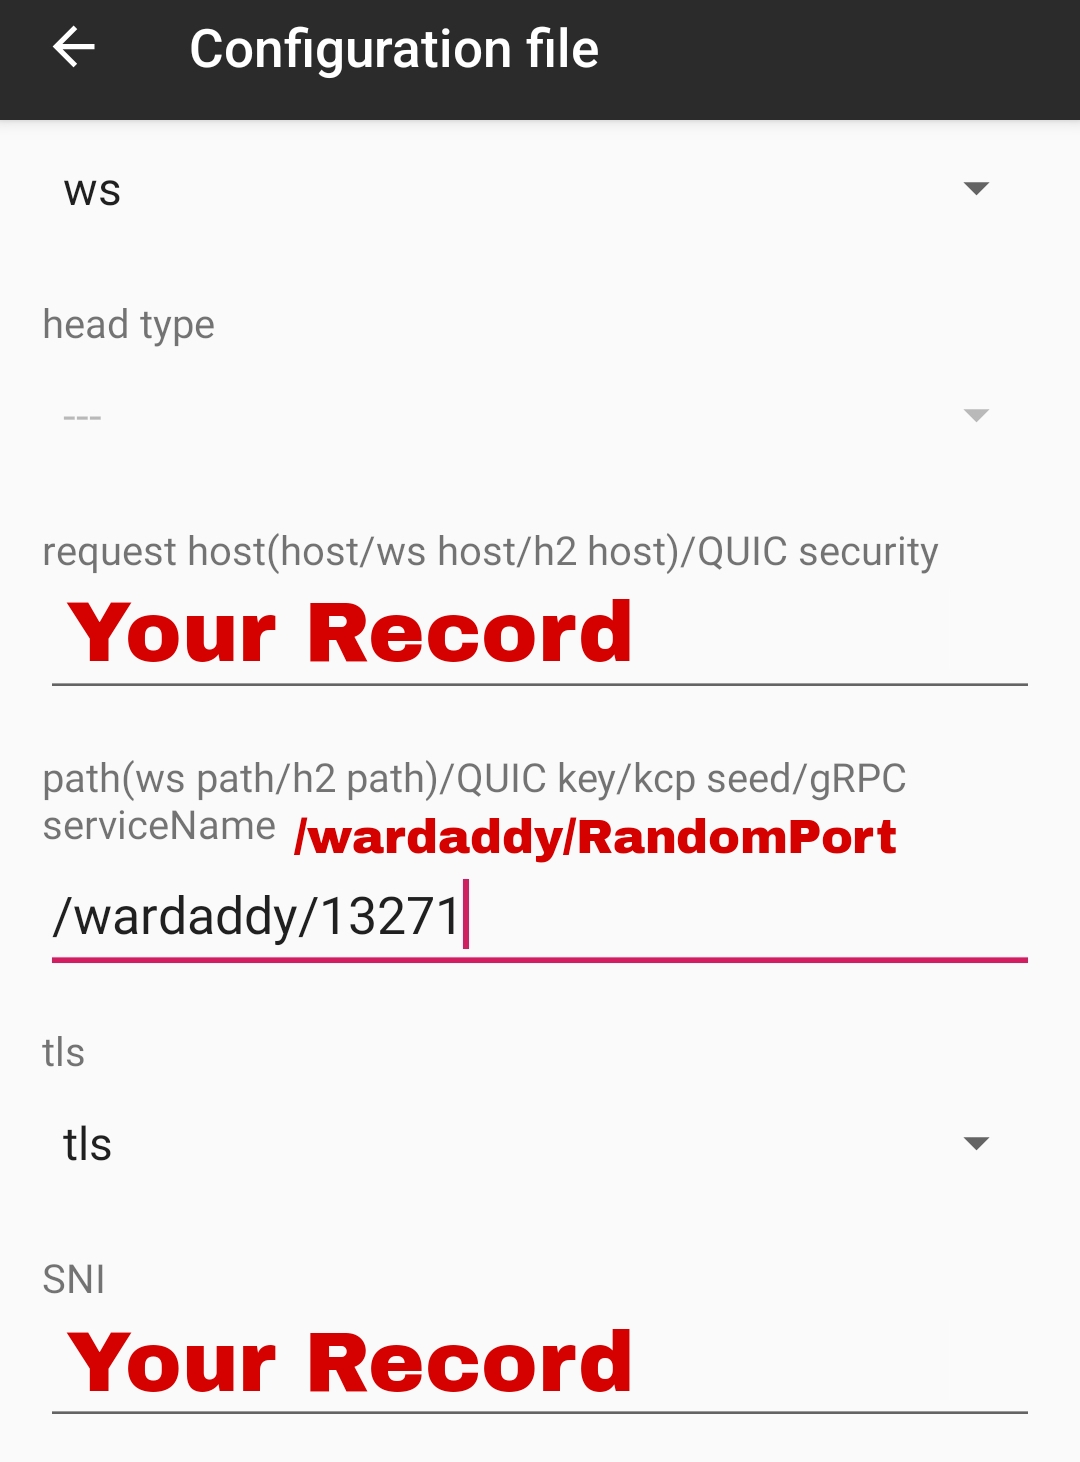 Configuration file
ws
head type
---
request host(host/ws host/h2 host)/QUIC security
Your Record
path(ws path/h2 path)/QUIC key/kcp seed/gRPC
serviceName /wardaddy/RandomPort
/wardaddy/13271
tls
tls
SNI
Your Record